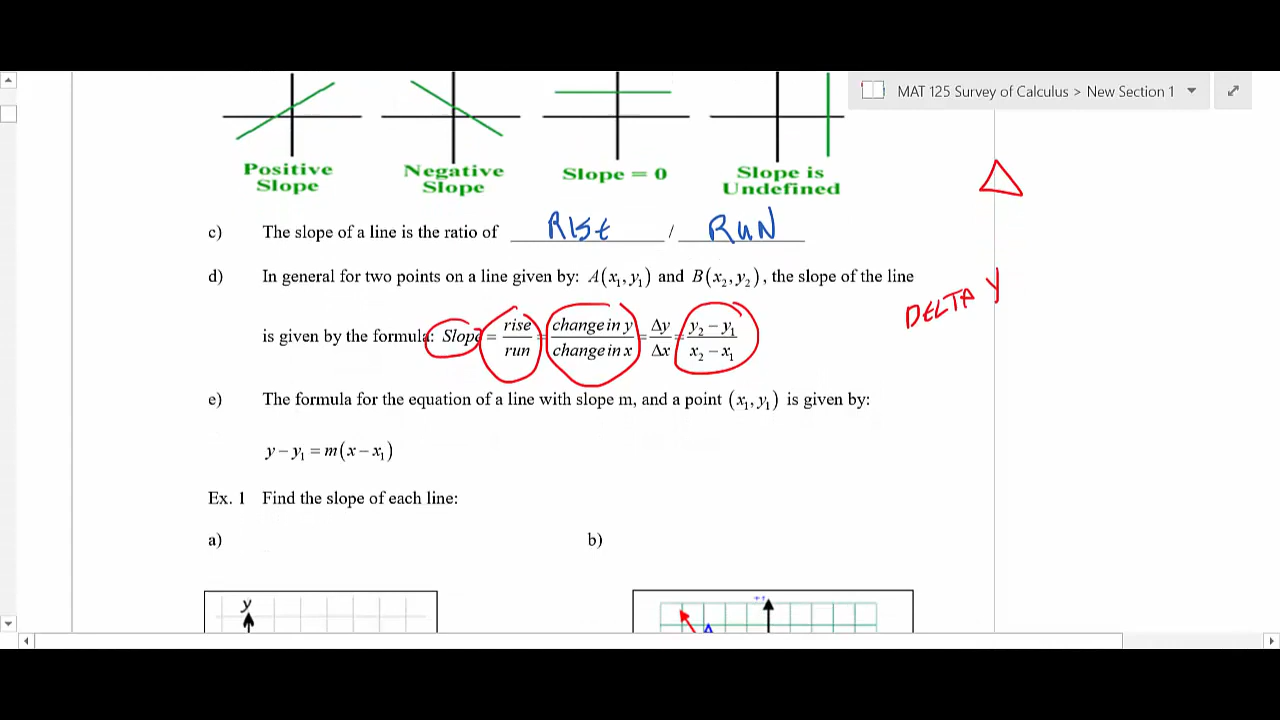 MAT 125 Survey of Calculus > New Section 1
Positive Slope
Negative Slope
Slope = 0
Slope is Undefined
c) The slope of a line is the ratio of RISE / RUN
d) In general for two points on a line given by: A(x₁, y₁) and B(x₂, y₂), the slope of the line
DELTA y
is given by the formula: Slope = rise/run = change in y/change in x = Δy/Δx = y₂ − y₁/x₂ − x₁
e) The formula for the equation of a line with slope m, and a point (x₁, y₁) is given by:
y − y₁ = m(x − x₁)
Ex. 1 Find the slope of each line:
a) b)
y